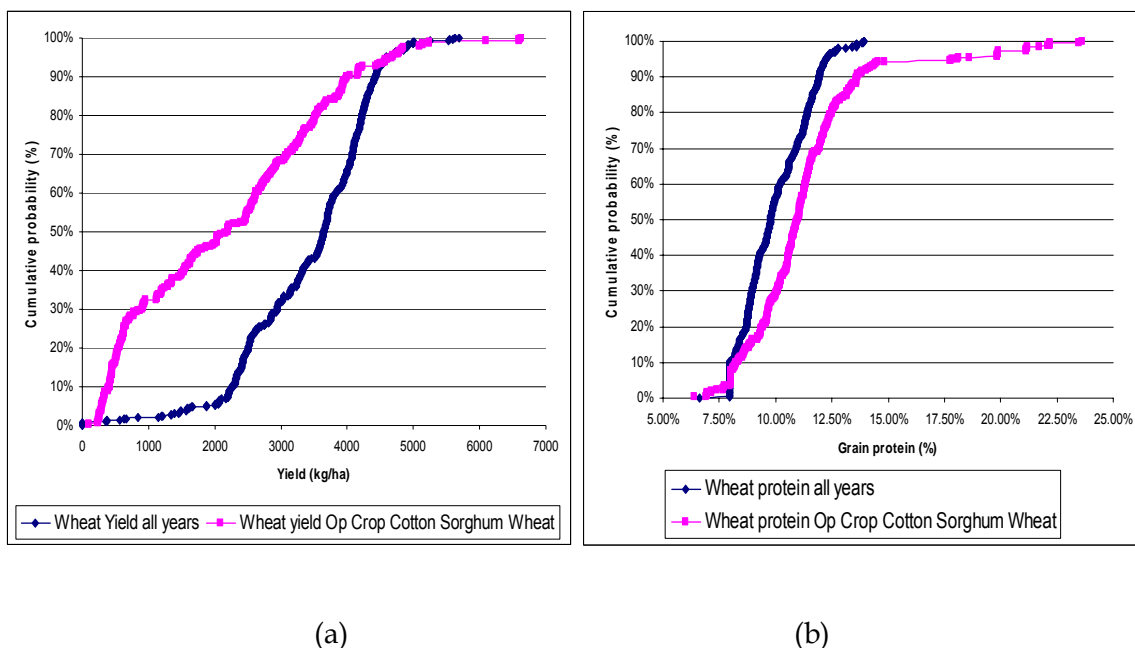 100%
90%
80%
70%
60%
50%
40%
30%
20%
10%
0%
Cumulative probability (%)
0 1000 2000 3000 4000 5000 6000 7000
Yield (kg/ha)
Wheat Yield all years Wheat yield Op Crop Cotton Sorghum Wheat
(a)
100%
90%
80%
70%
60%
50%
40%
30%
20%
10%
0%
Cumulative probability (%)
5.00% 7.50% 10.00% 12.50% 15.00% 17.50% 20.00% 22.50% 25.00%
Grain protein (%)
Wheat protein all years
Wheat protein Op Crop Cotton Sorghum Wheat
(b)